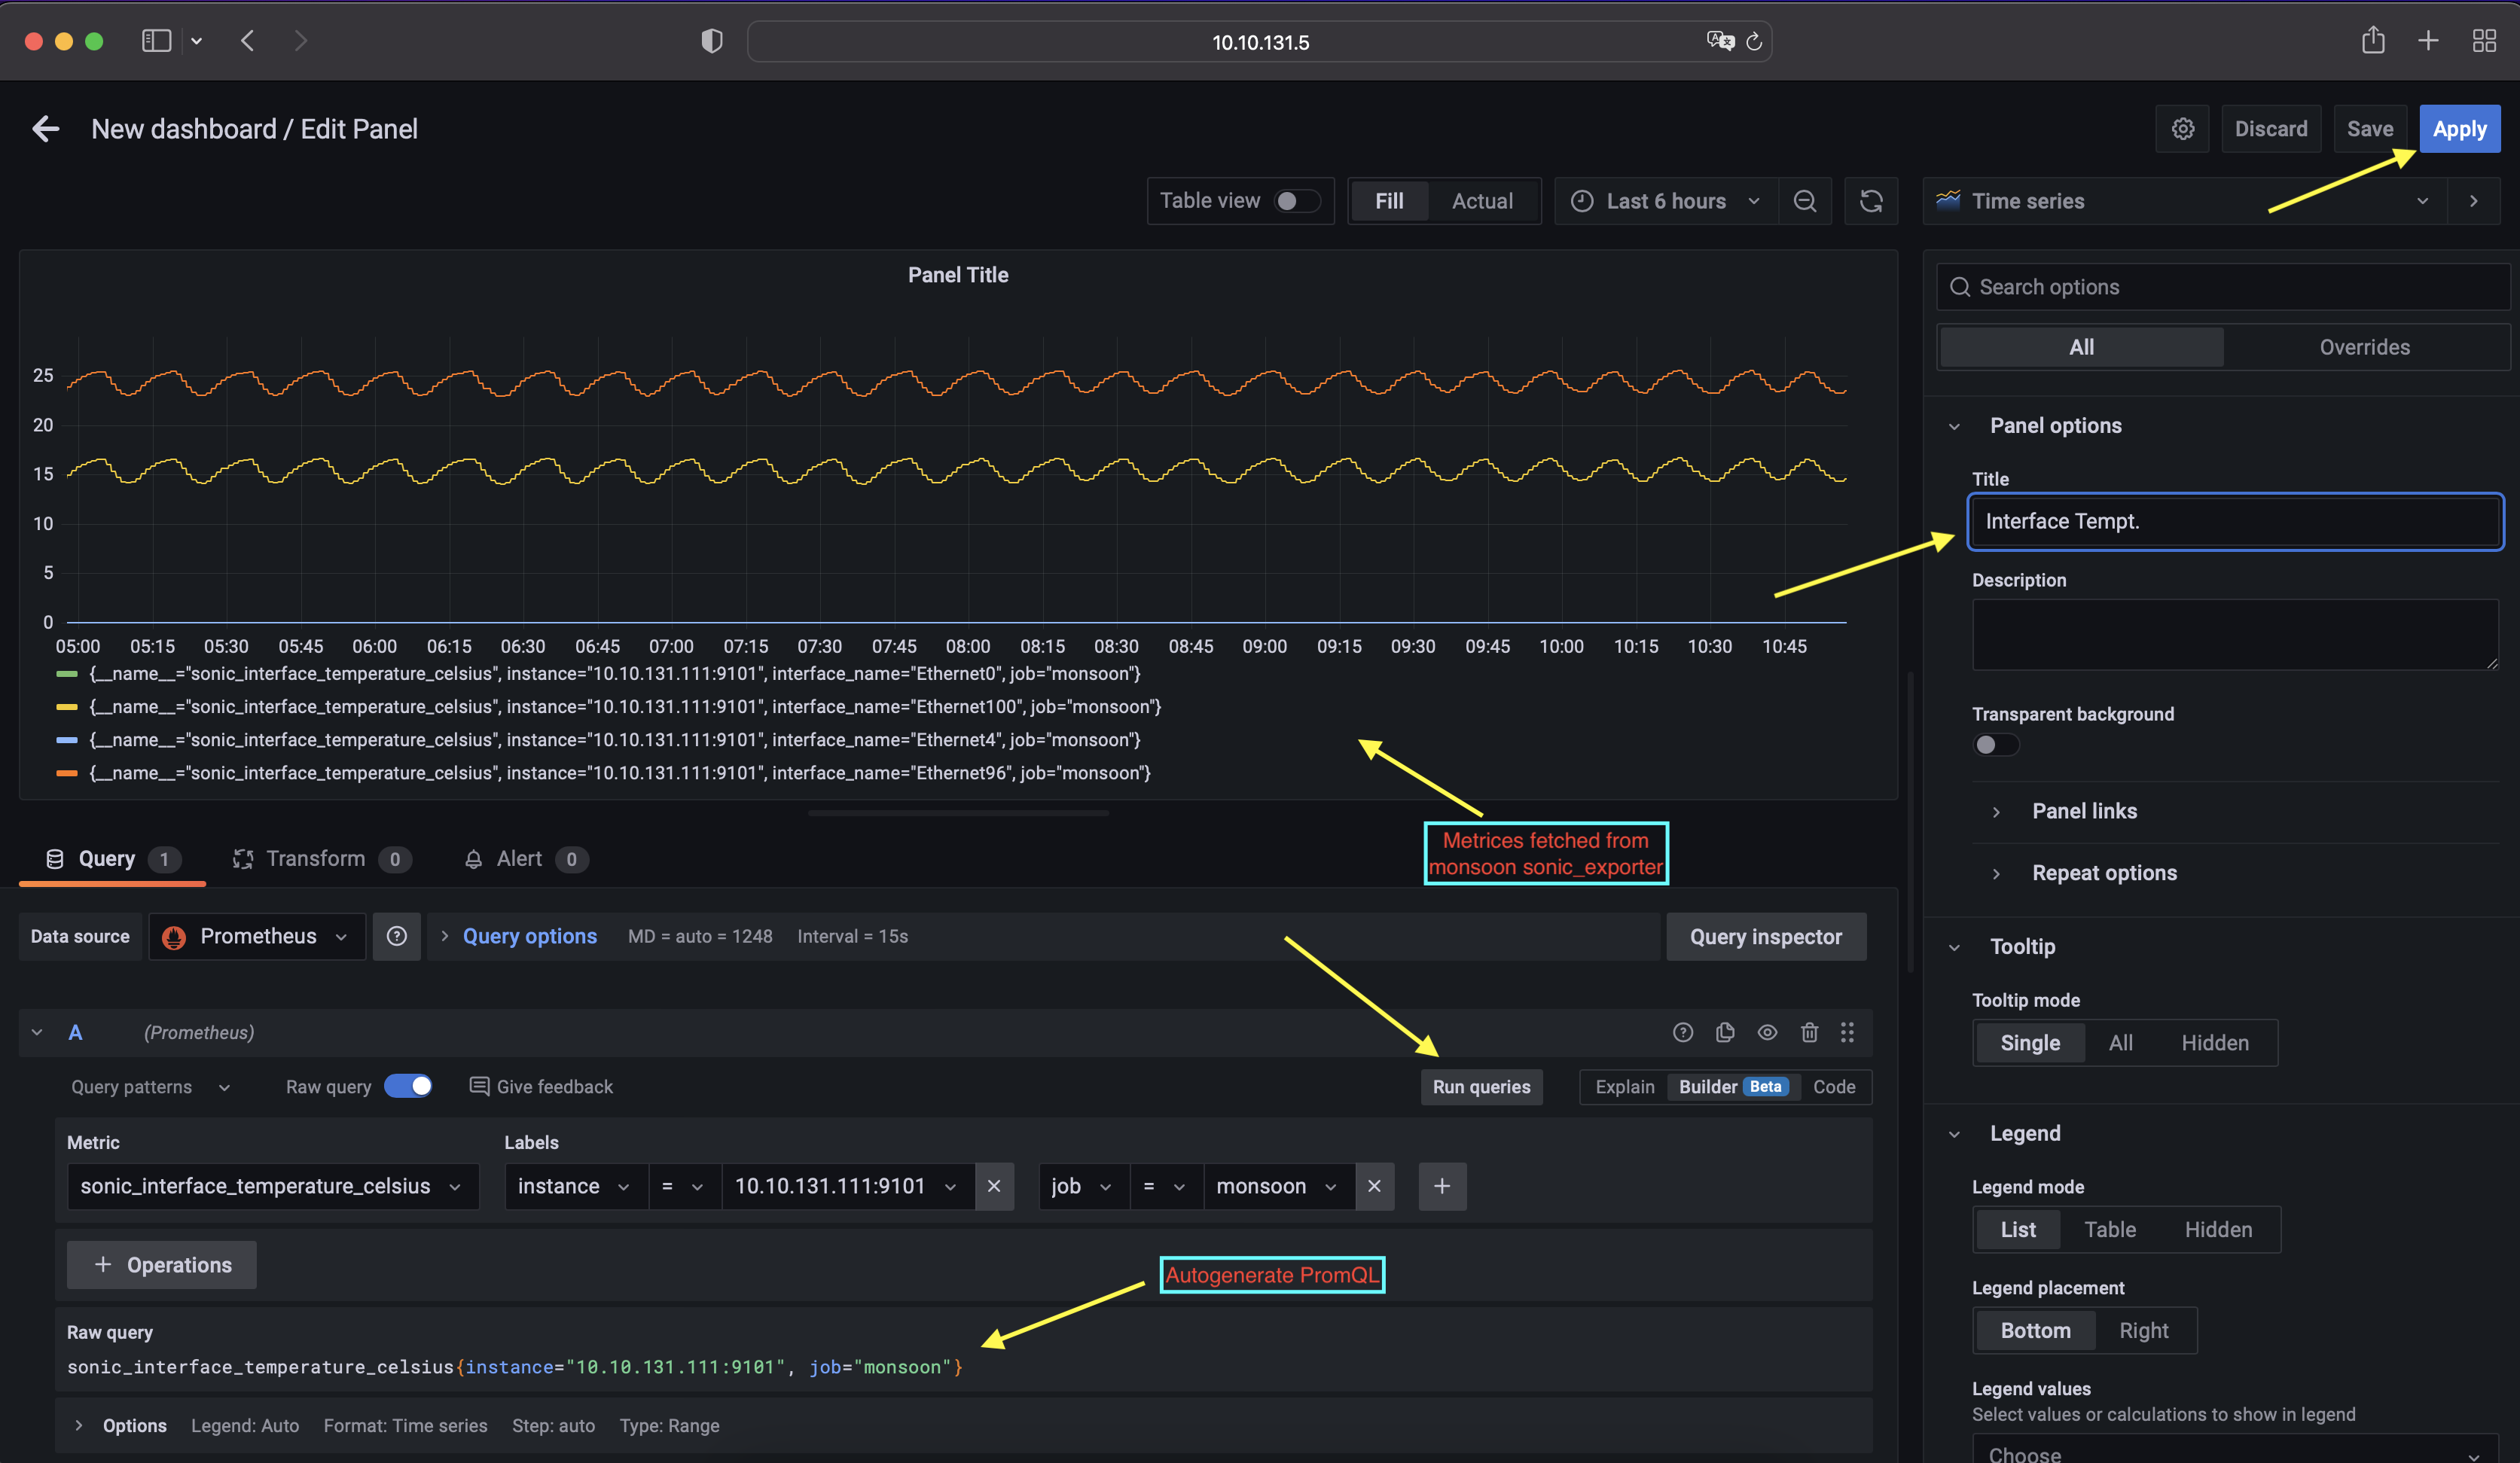 10.10.131.5
New dashboard / Edit Panel
Discard
Save
Apply
Table view
Fill
Actual
Last 6 hours
Time series
Panel Title
Search options
All
Overrides
25
20
15
10
5
0
05:00 05:15 05:30 05:45 06:00 06:15 06:30 06:45 07:00 07:15 07:30 07:45 08:00 08:15 08:30 08:45 09:00 09:15 09:30 09:45 10:00 10:15 10:30 10:45
{__name__="sonic_interface_temperature_celsius", instance="10.10.131.111:9101", interface_name="Ethernet0", job="monsoon"}
{__name__="sonic_interface_temperature_celsius", instance="10.10.131.111:9101", interface_name="Ethernet100", job="monsoon"}
{__name__="sonic_interface_temperature_celsius", instance="10.10.131.111:9101", interface_name="Ethernet4", job="monsoon"}
{__name__="sonic_interface_temperature_celsius", instance="10.10.131.111:9101", interface_name="Ethernet96", job="monsoon"}
Metrices fetched from
monsoon sonic_exporter
Query 1
Transform 0
Alert 0
Data source
Prometheus
Query options
MD = auto = 1248
Interval = 15s
Query inspector
A
(Prometheus)
Query patterns
Raw query
Give feedback
Run queries
Explain
Builder Beta
Code
Metric
Labels
sonic_interface_temperature_celsius
instance
=
10.10.131.111:9101
job
=
monsoon
+ Operations
Autogenerate PromQL
Raw query
sonic_interface_temperature_celsius{instance="10.10.131.111:9101", job="monsoon"}
Options
Legend: Auto
Format: Time series
Step: auto
Type: Range
Panel options
Title
Interface Tempt.
Description
Transparent background
Panel links
Repeat options
Tooltip
Tooltip mode
Single
All
Hidden
Legend
Legend mode
List
Table
Hidden
Legend placement
Bottom
Right
Legend values
Select values or calculations to show in legend
Choose